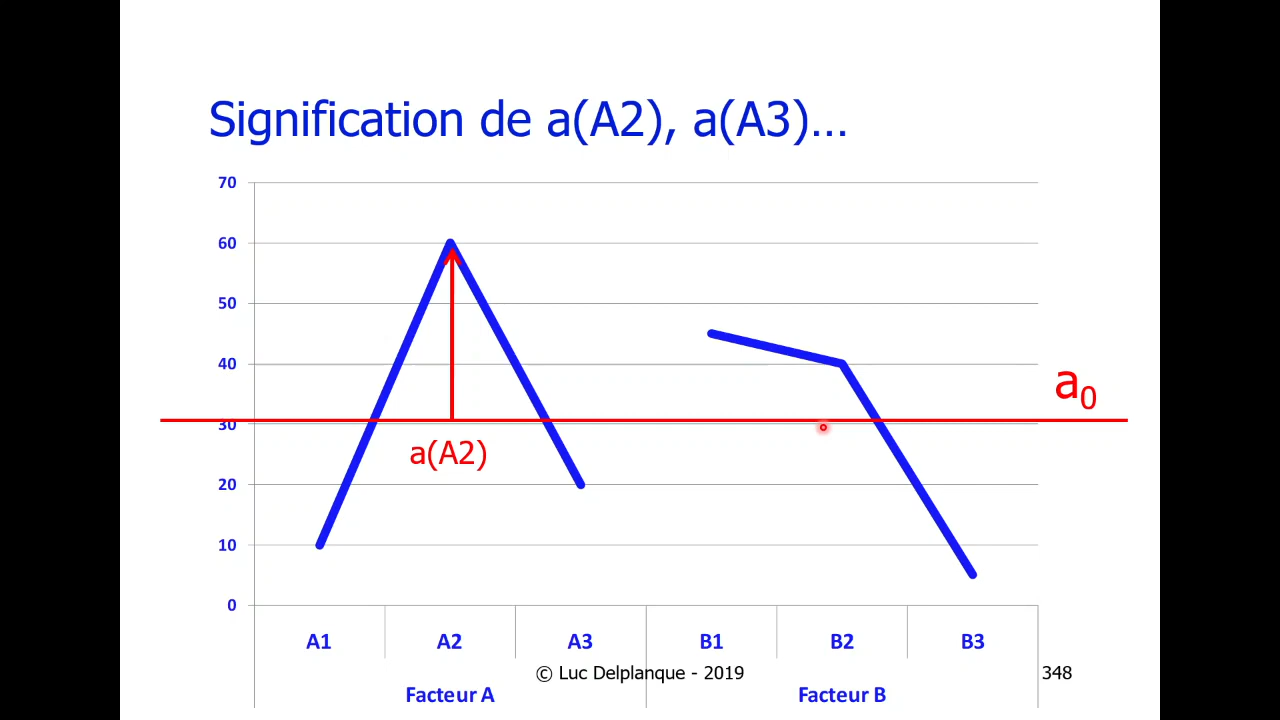 Signification de a(A2), a(A3)...
70
60
50
40
a0
30
a(A2)
20
10
0
A1 A2 A3 B1 B2 B3
© Luc Delplanque - 2019 348
Facteur A Facteur B